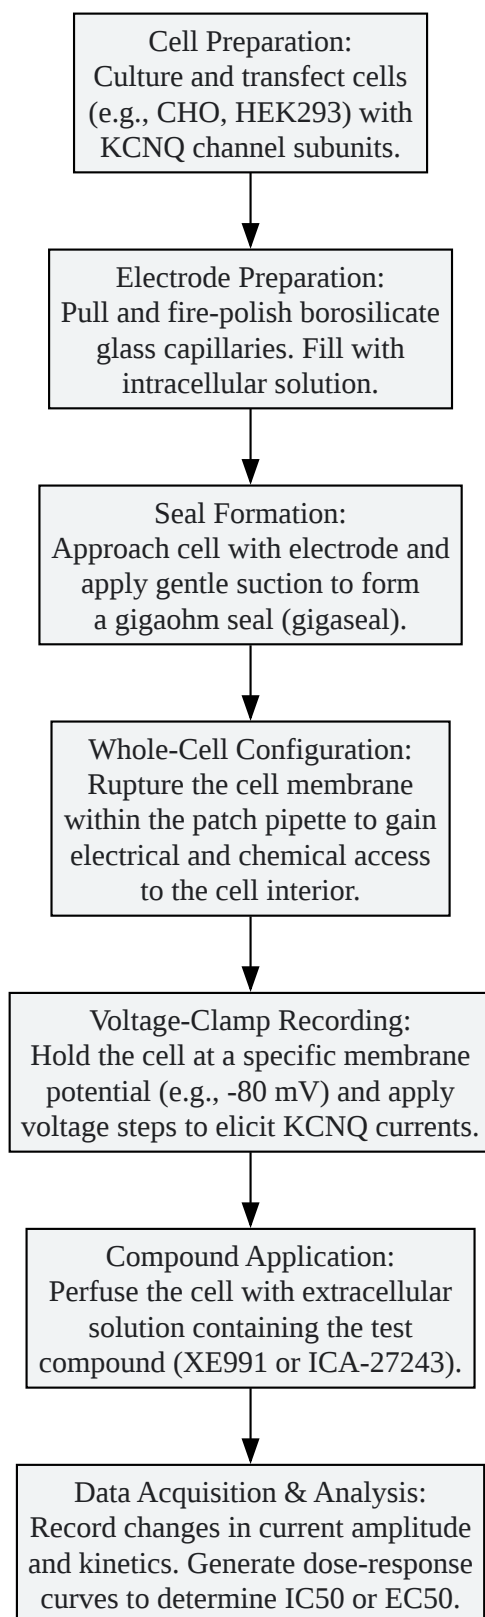 Cell Preparation:
Culture and transfect cells
(e.g., CHO, HEK293) with
KCNQ channel subunits.
Electrode Preparation:
Pull and fire-polish borosilicate
glass capillaries. Fill with
intracellular solution.
Seal Formation:
Approach cell with electrode and
apply gentle suction to form
a gigaohm seal (gigaseal).
Whole-Cell Configuration:
Rupture the cell membrane
within the patch pipette to gain
electrical and chemical access
to the cell interior.
Voltage-Clamp Recording:
Hold the cell at a specific membrane
potential (e.g., -80 mV) and apply
voltage steps to elicit KCNQ currents.
Compound Application:
Perfuse the cell with extracellular
solution containing the test
compound (XE991 or ICA-27243).
Data Acquisition & Analysis:
Record changes in current amplitude
and kinetics. Generate dose-response
curves to determine IC50 or EC50.